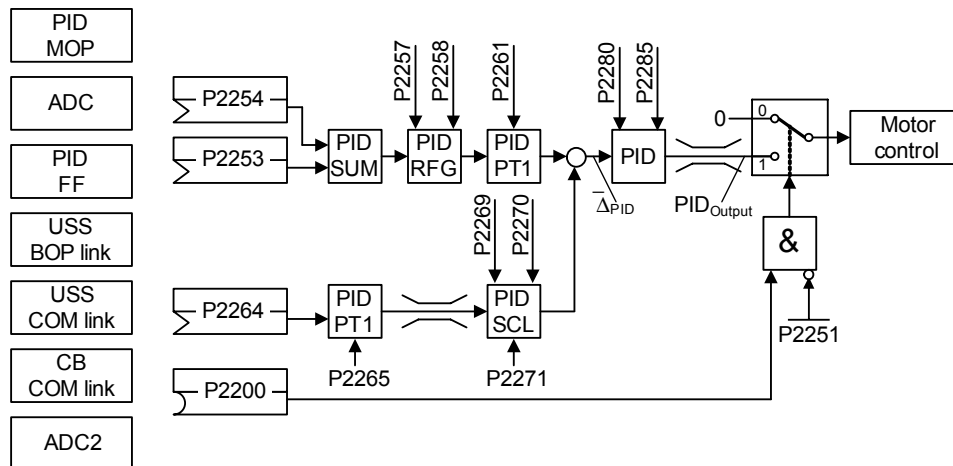 PID
MOP
ADC
PID
FF
USS
BOP link
USS
COM link
CB
COM link
ADC2
P2254
P2253
P2264
P2200
PID
SUM
P2257
P2258
PID
RFG
P2261
PID
PT1
PID
PT1
P2265
P2269
P2270
PID
SCL
P2271
Δ̅PID
P2280
P2285
PID
PIDOutput
0
0
1
&
P2251
Motor
control